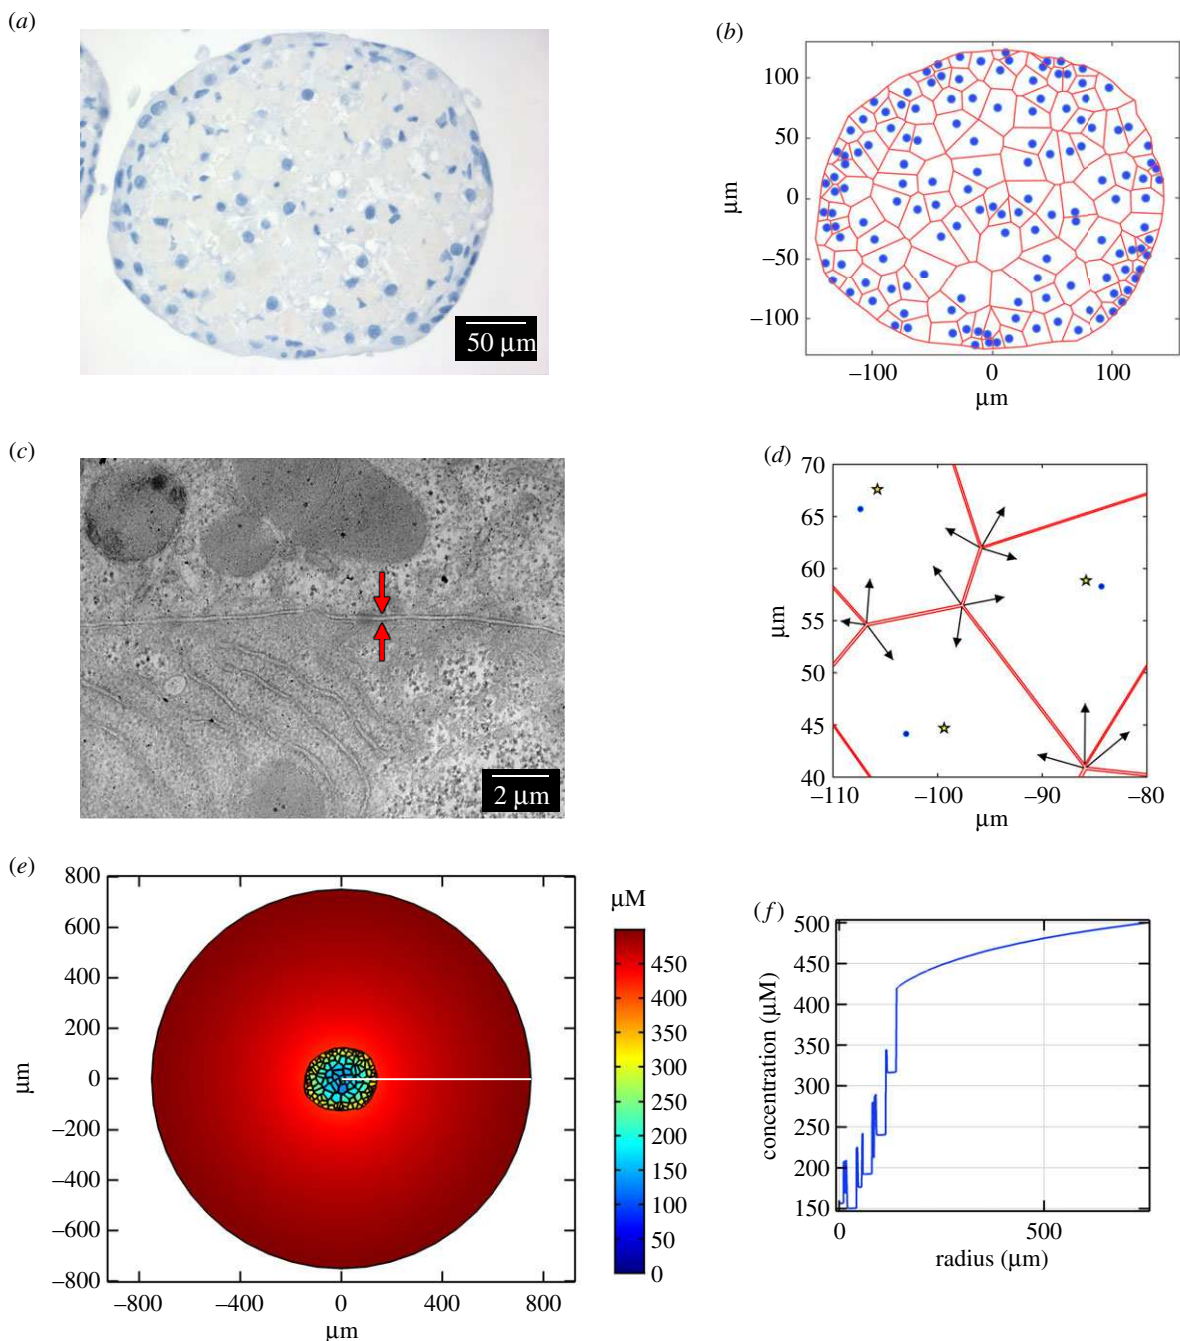 (a)
50 µm
(b)
100
50
0
–50
–100
µm
–100 0 100
µm
(c)
2 µm
(d)
70
65
60
55
50
45
40
µm
–110 –100 –90 –80
µm
(e)
800
600
400
200
0
–200
–400
–600
–800
µm
–800 –400 0 400 800
µm
µM
450
400
350
300
250
200
150
100
50
0
(f)
500
450
400
350
300
250
200
150
concentration (µM)
0 500
radius (µm)